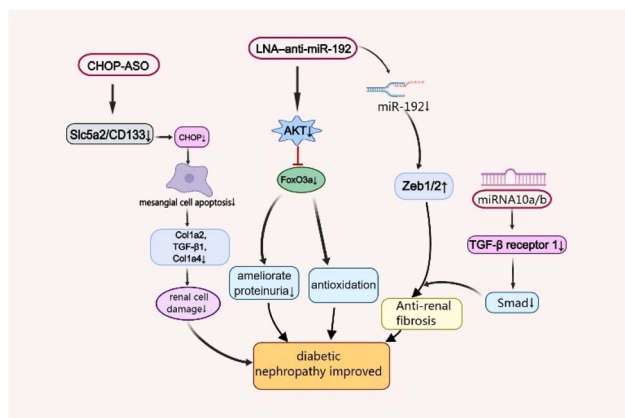 CHOP-ASO
Slc5a2/CD133↓
CHOP↓
mesangial cell apoptosis↓
Col1a2,
TGF-β1,
Col1a4↓
renal cell
damage↓
LNA–anti-miR-192
AKT↓
FoxO3a↓
ameliorate
proteinuria↓
antioxidation
miR-192↓
Zeb1/2↑
miRNA10a/b
TGF-β receptor 1↓
Smad↓
Anti-renal
fibrosis
diabetic
nephropathy improved